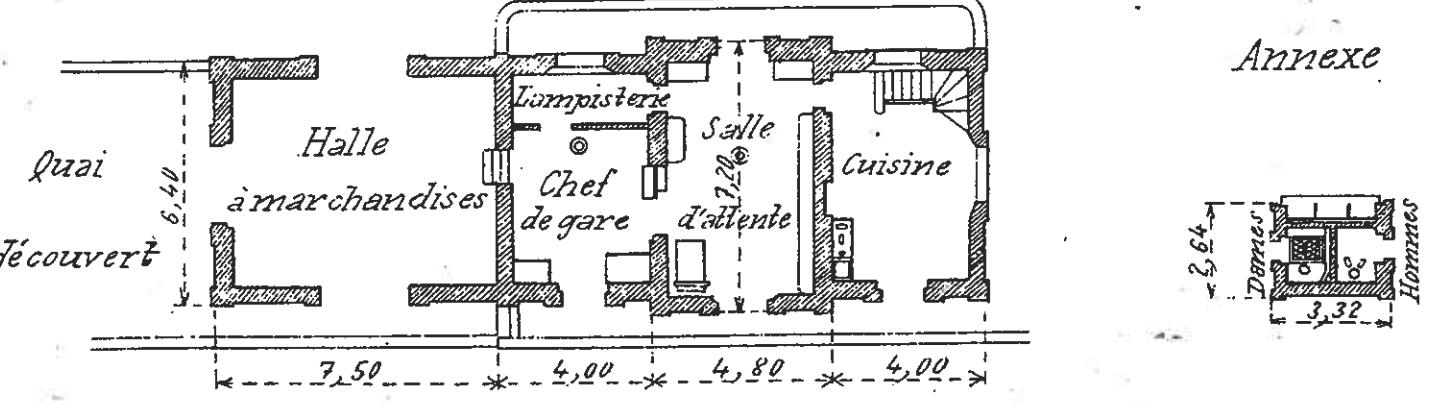 Annexe
Quai
découvert
6,40
Halle
à marchandises
Lampisterie
Chef
de gare
Salle
7,20
d'attente
Cuisine
2,64
Dames
Hommes
3,32
7,50
4,00
4,80
4,00